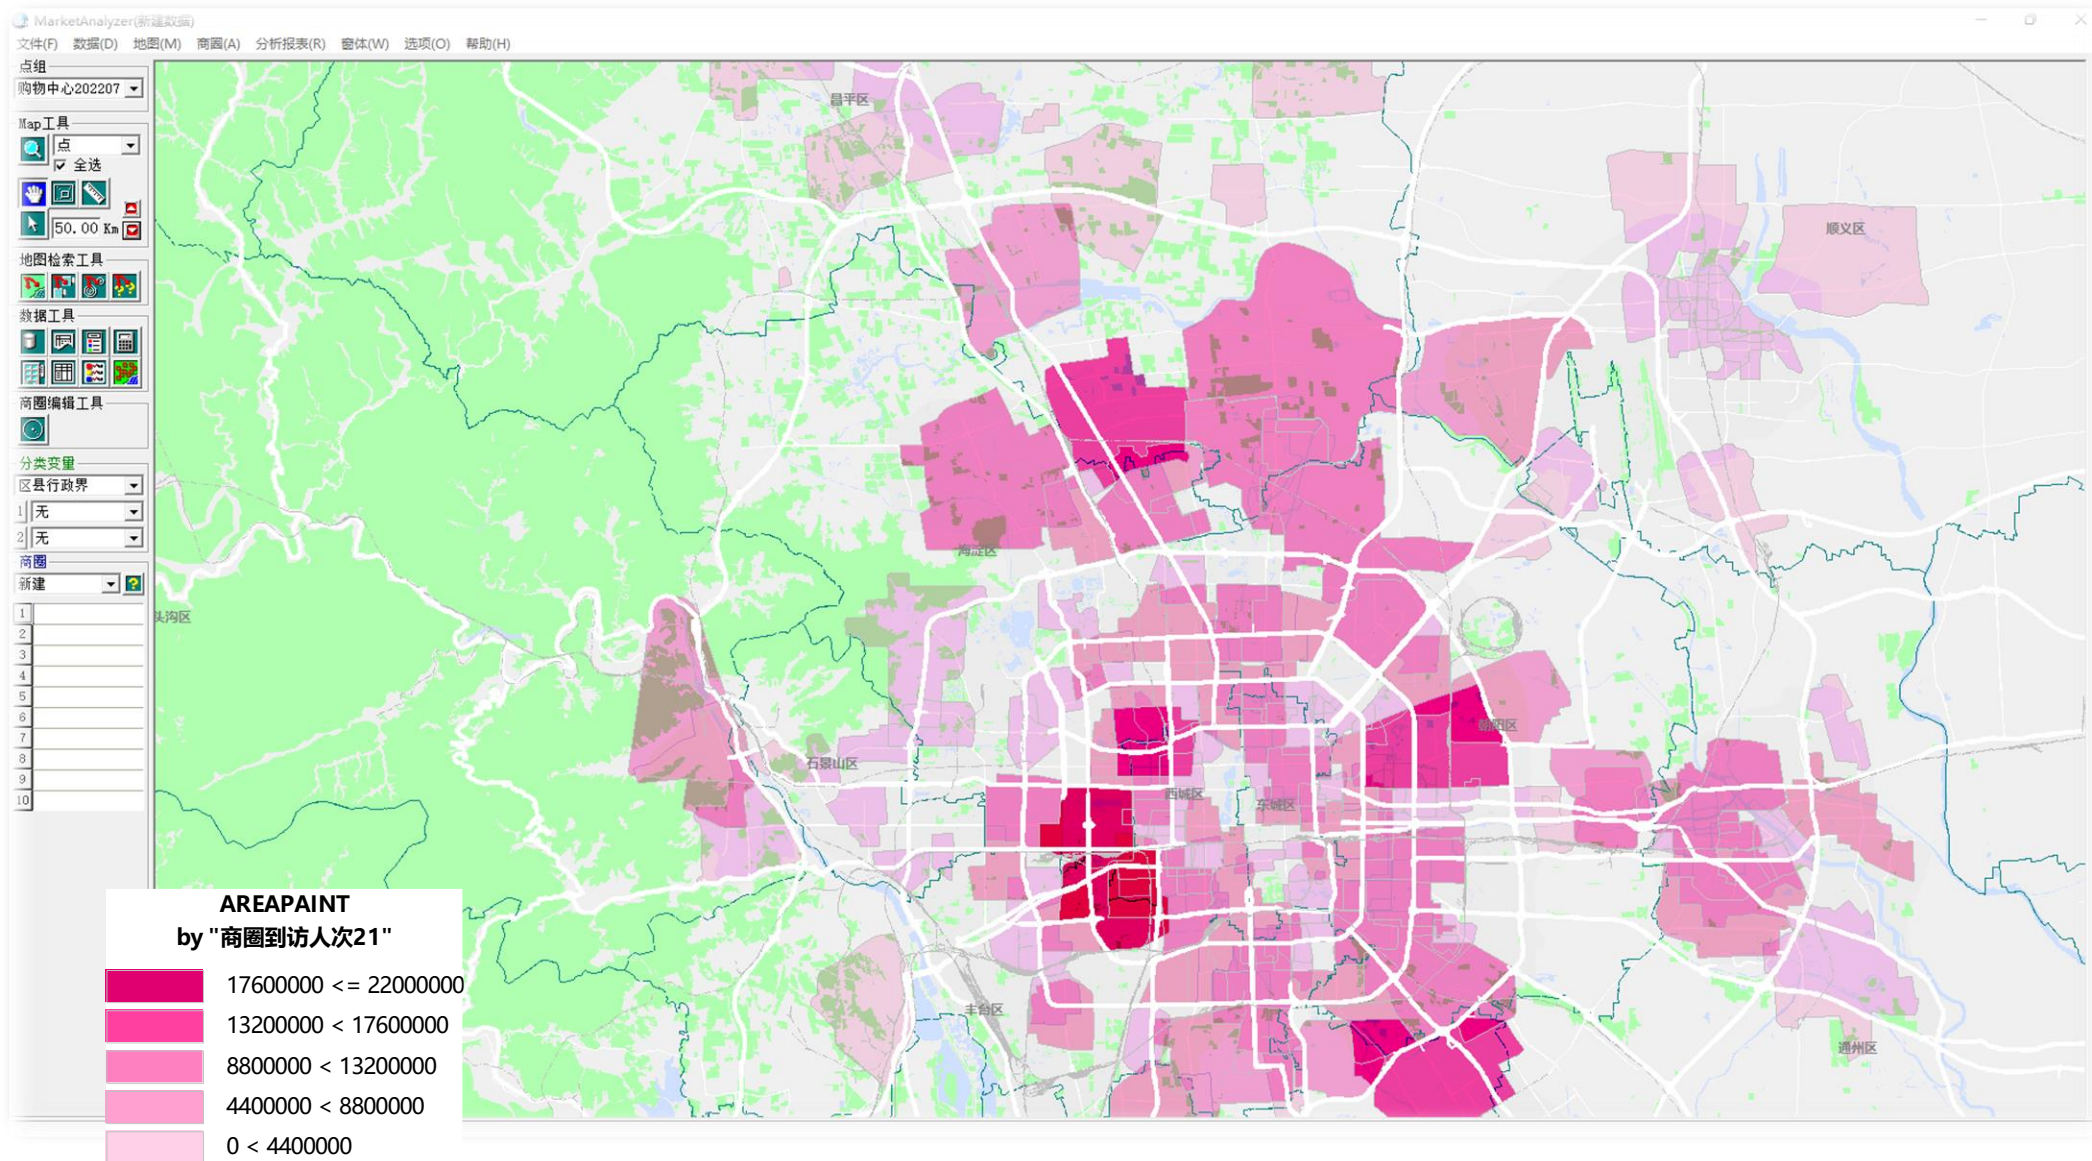 MarketAnalyzer(新建数据)
文件(F) 数据(D) 地图(M) 商圈(A) 分析报表(R) 窗体(W) 选项(O) 帮助(H)
点组
购物中心202207
Map工具
点
全选
50.00 Km
地图检索工具
数据工具
商圈编辑工具
分类变量
区县行政界
1 无
2 无
商圈
新建
1
2
3
4
5
6
7
8
9
10
昌平区
顺义区
海淀区
头沟区
朝阳区
石景山区
西城区
东城区
丰台区
通州区
AREAPAINT
by "商圈到访人次21"
17600000 <= 22000000
13200000 < 17600000
8800000 < 13200000
4400000 < 8800000
0 < 4400000